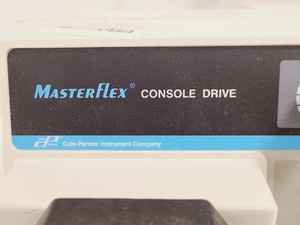 MASTERFLEX® CONSOLE DRIVE
Cole-Parmer Instrument Company